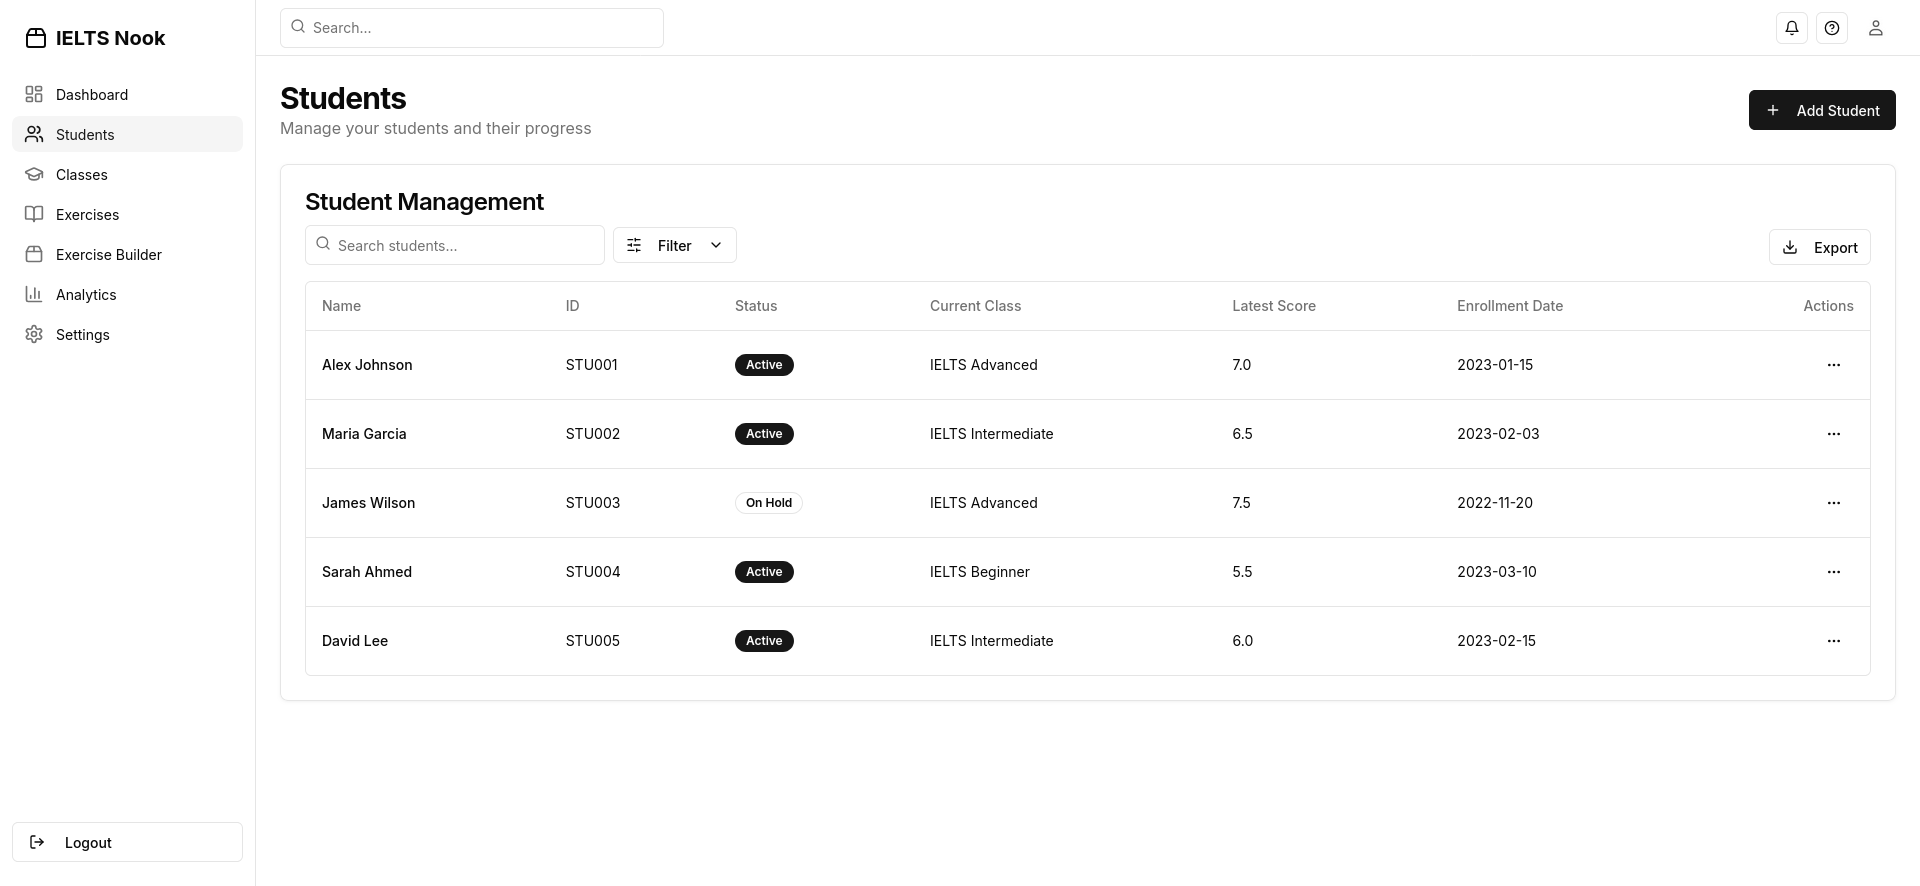 IELTS Nook
Dashboard
Students
Classes
Exercises
Exercise Builder
Analytics
Settings
Logout
Search...
Students
Manage your students and their progress
Add Student
Student Management
Search students...
Filter
Export
Name ID Status Current Class Latest Score Enrollment Date Actions
Alex Johnson STU001 Active IELTS Advanced 7.0 2023-01-15
Maria Garcia STU002 Active IELTS Intermediate 6.5 2023-02-03
James Wilson STU003 On Hold IELTS Advanced 7.5 2022-11-20
Sarah Ahmed STU004 Active IELTS Beginner 5.5 2023-03-10
David Lee STU005 Active IELTS Intermediate 6.0 2023-02-15